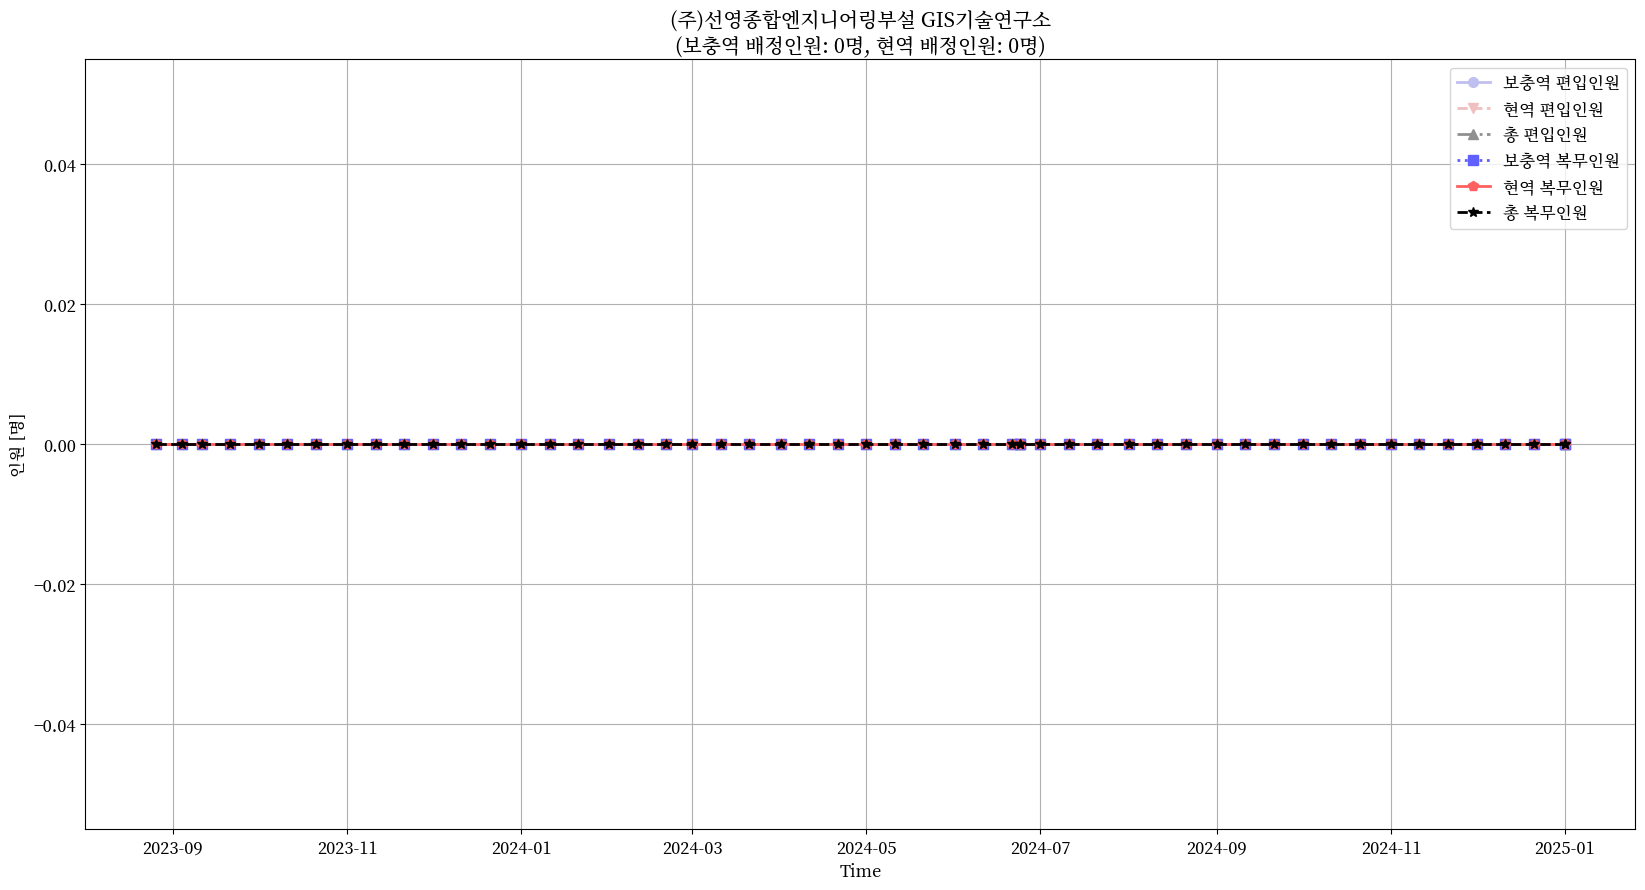 (주)선영종합엔지니어링부설 GIS기술연구소
(보충역 배정인원: 0명, 현역 배정인원: 0명)
보충역 편입인원
현역 편입인원
총 편입인원
보충역 복무인원
현역 복무인원
총 복무인원
인원 [명]
0.04
0.02
0.00
−0.02
−0.04
2023-09 2023-11 2024-01 2024-03 2024-05 2024-07 2024-09 2024-11 2025-01
Time